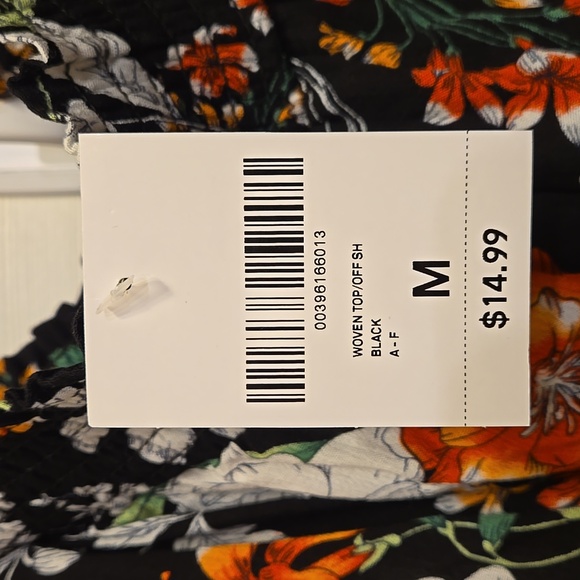 00396166013
WOVEN TOP/OFF SH
BLACK
A - F
M
$14.99